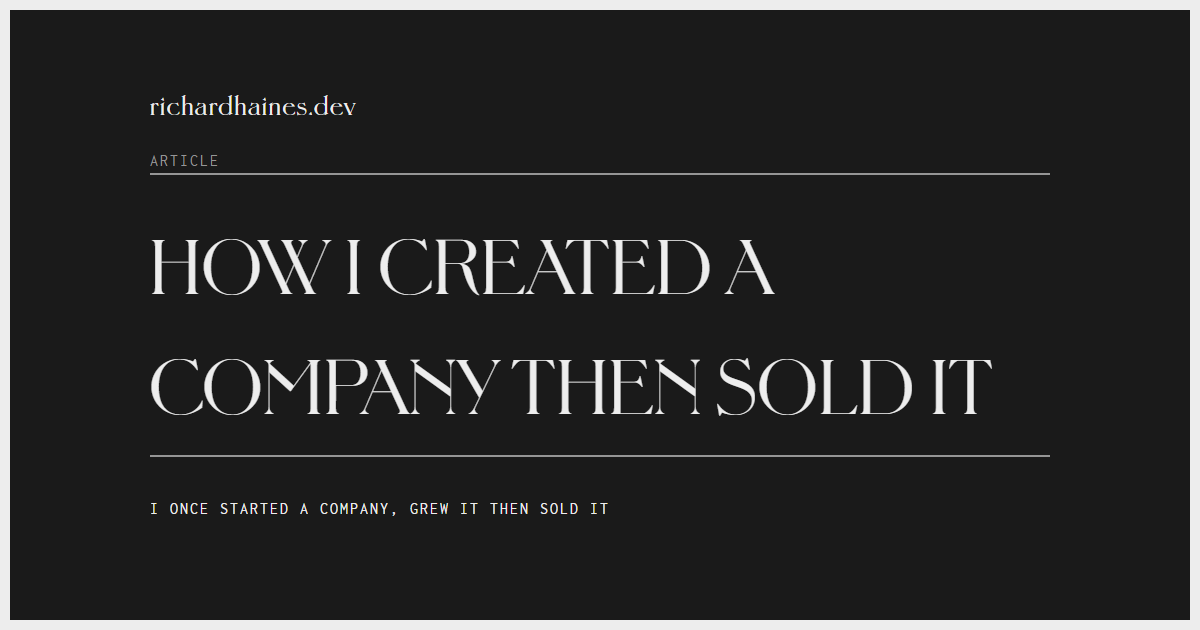 richardhaines.dev
ARTICLE
HOW I CREATED A
COMPANY THEN SOLD IT
I ONCE STARTED A COMPANY, GREW IT THEN SOLD IT